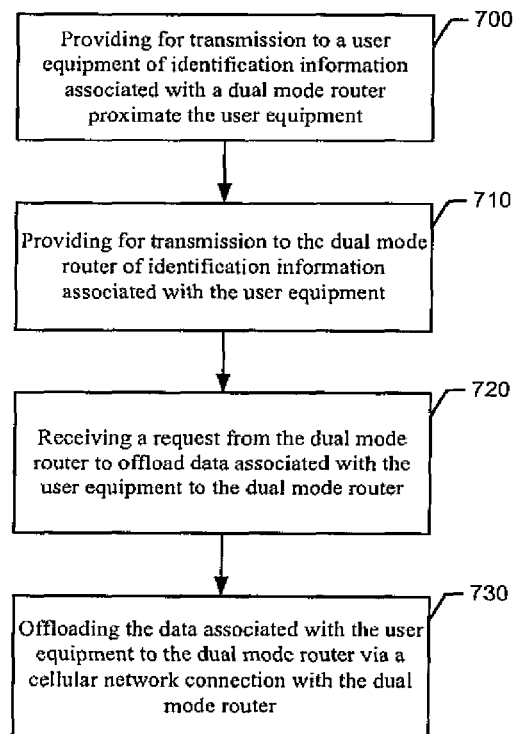 700
Providing for transmission to a user
equipment of identification information
associated with a dual mode router
proximate the user equipment
710
Providing for transmission to the dual mode
router of identification information
associated with the user equipment
720
Receiving a request from the dual mode
router to offload data associated with the
user equipment to the dual mode router
730
Offloading the data associated with the user
equipment to the dual mode router via a
cellular network connection with the dual
mode router